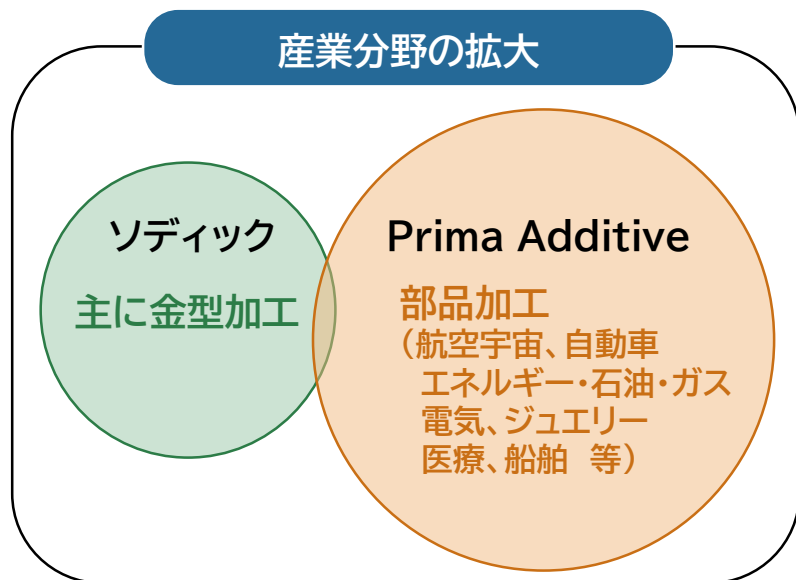 産業分野の拡大
ソディック
主に金型加工
Prima Additive
部品加工
（航空宇宙、自動車
エネルギー・石油・ガス
電気、ジュエリー
医療、船舶　等）